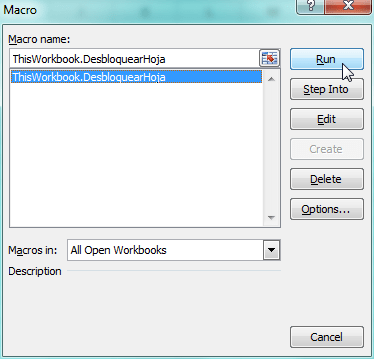 Macro
Macro name:
ThisWorkbook.DesbloquearHoja
ThisWorkbook.DesbloquearHoja
Run
Step Into
Edit
Create
Delete
Options...
Macros in: All Open Workbooks
Description
Cancel